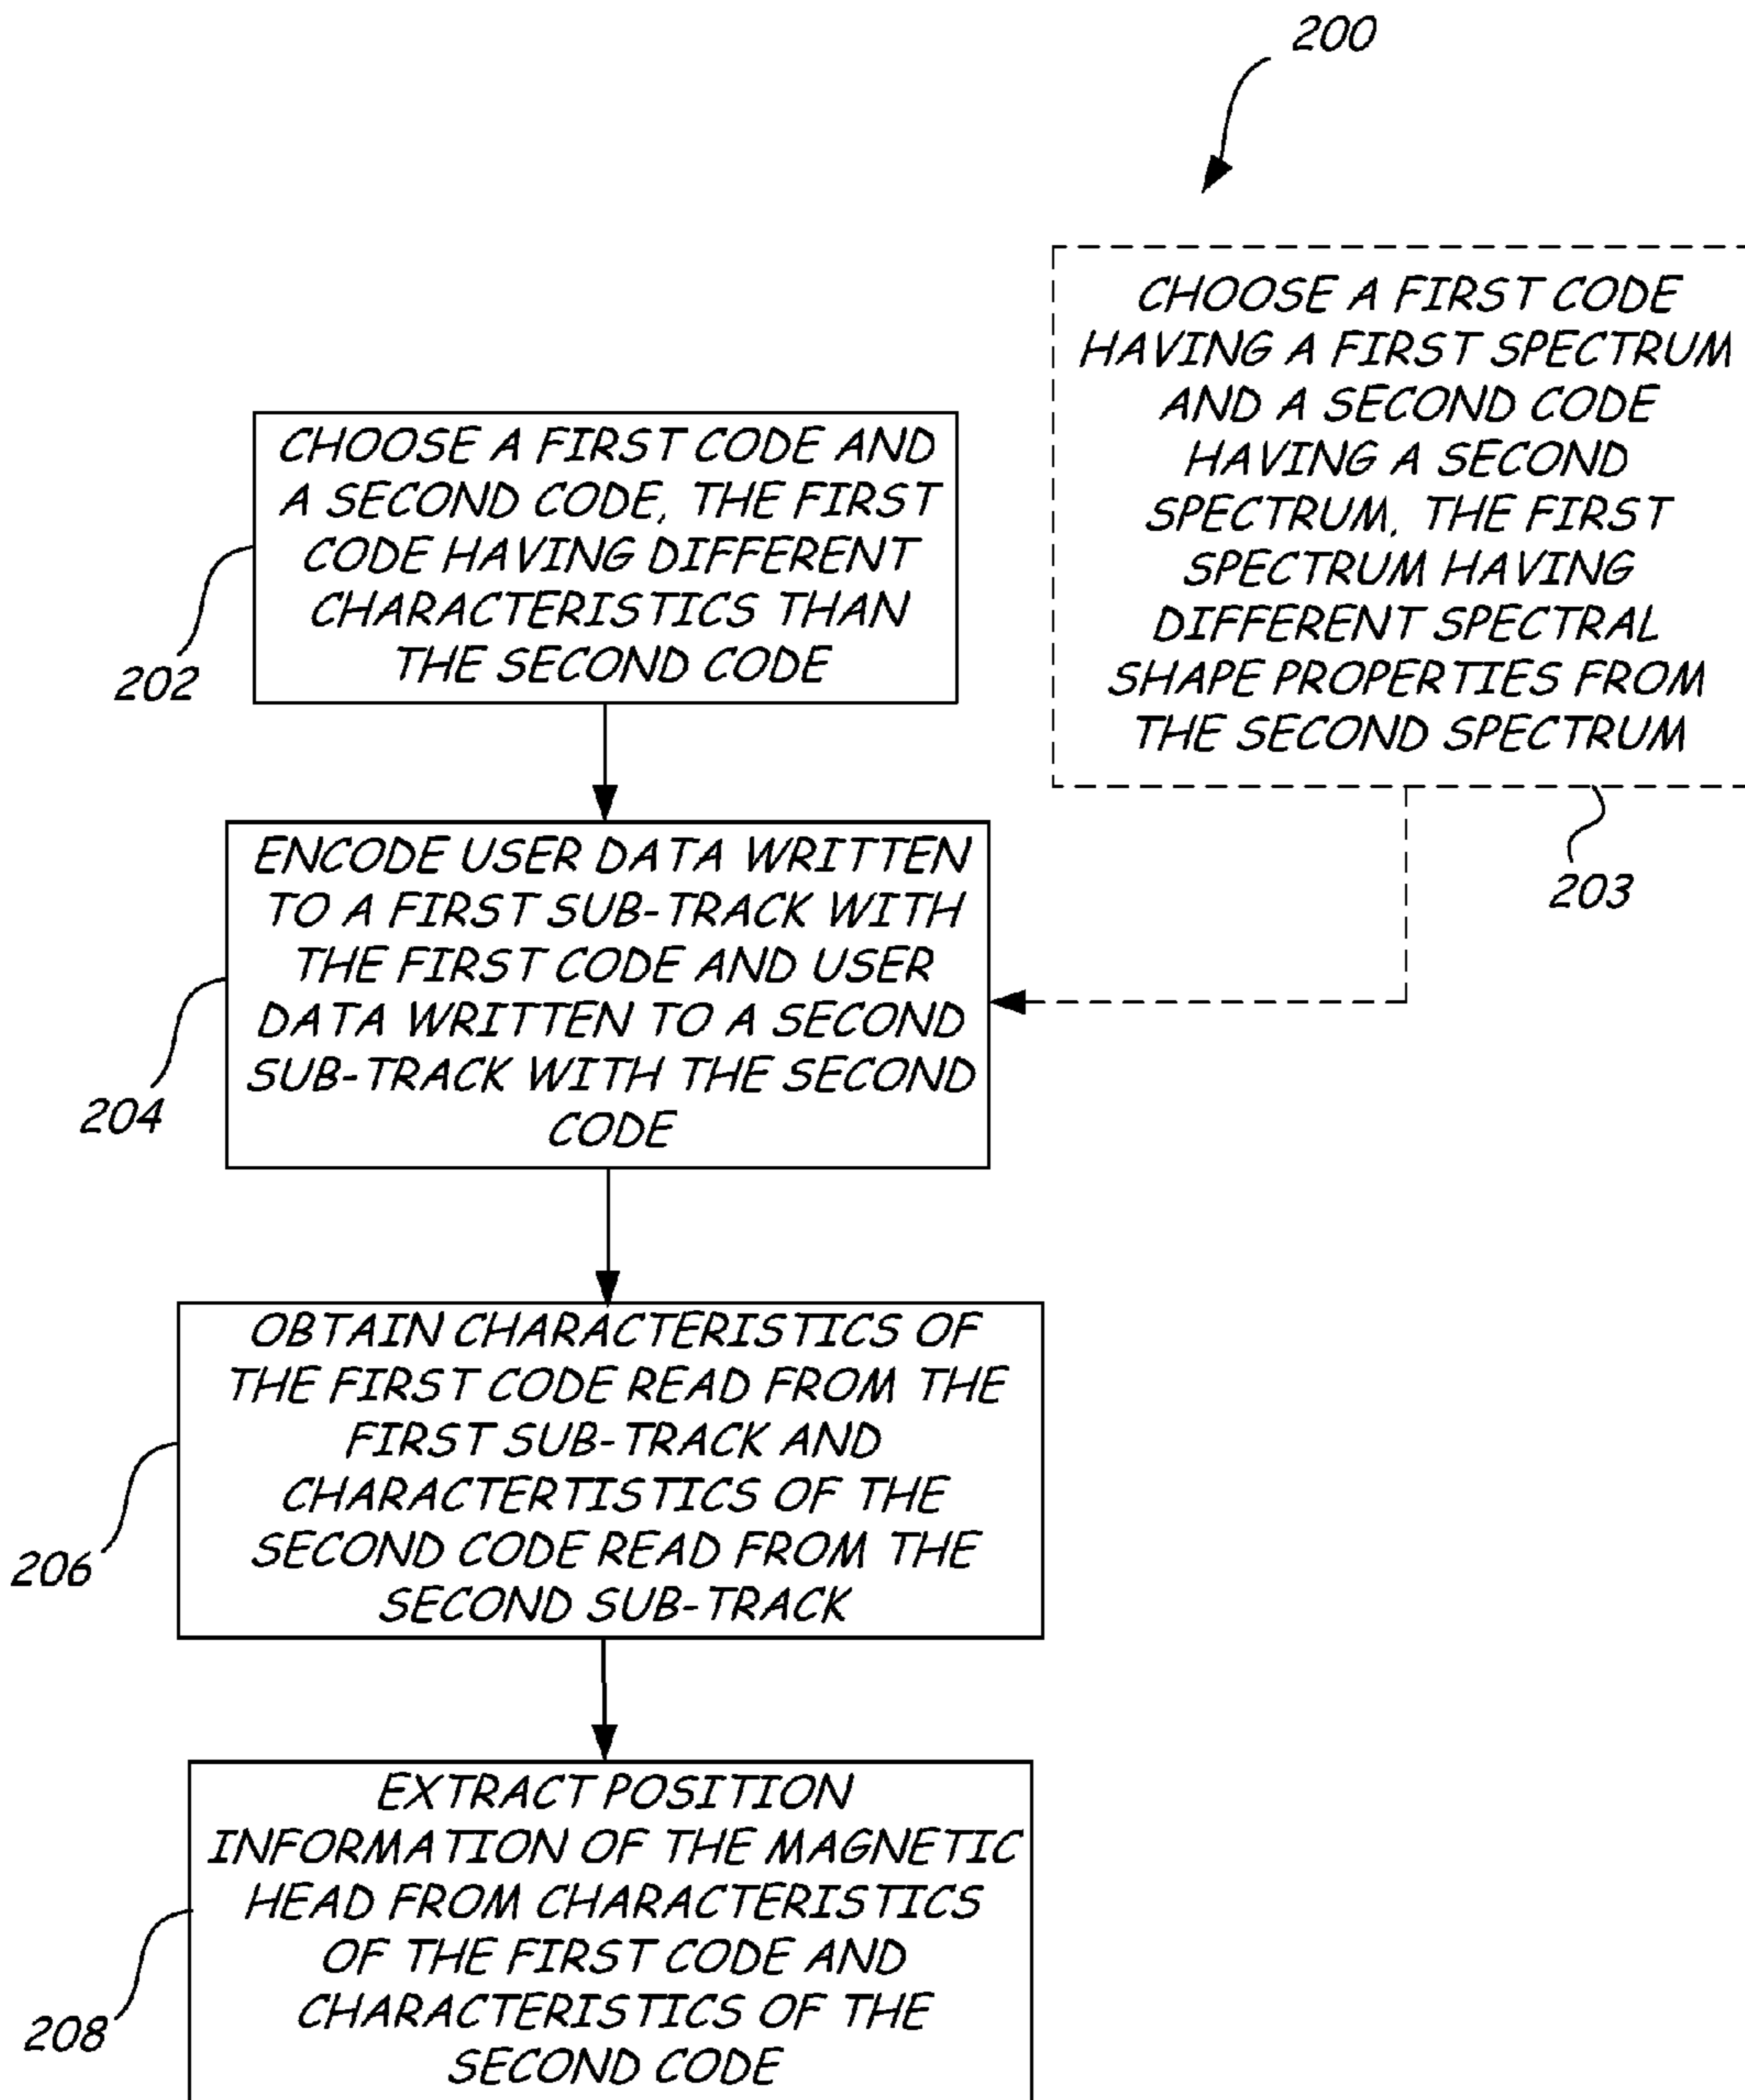 200
CHOOSE A FIRST CODE
HAVING A FIRST SPECTRUM
AND A SECOND CODE
HAVING A SECOND
SPECTRUM, THE FIRST
SPECTRUM HAVING
DIFFERENT SPECTRAL
SHAPE PROPERTIES FROM
THE SECOND SPECTRUM
203
CHOOSE A FIRST CODE AND
A SECOND CODE, THE FIRST
CODE HAVING DIFFERENT
CHARACTERISTICS THAN
THE SECOND CODE
202
ENCODE USER DATA WRITTEN
TO A FIRST SUB-TRACK WITH
THE FIRST CODE AND USER
DATA WRITTEN TO A SECOND
SUB-TRACK WITH THE SECOND
CODE
204
OBTAIN CHARACTERISTICS OF
THE FIRST CODE READ FROM THE
FIRST SUB-TRACK AND
CHARACTERTISTICS OF THE
SECOND CODE READ FROM THE
SECOND SUB-TRACK
206
EXTRACT POSITION
INFORMATION OF THE MAGNETIC
HEAD FROM CHARACTERISTICS
OF THE FIRST CODE AND
CHARACTERISTICS OF THE
SECOND CODE
208